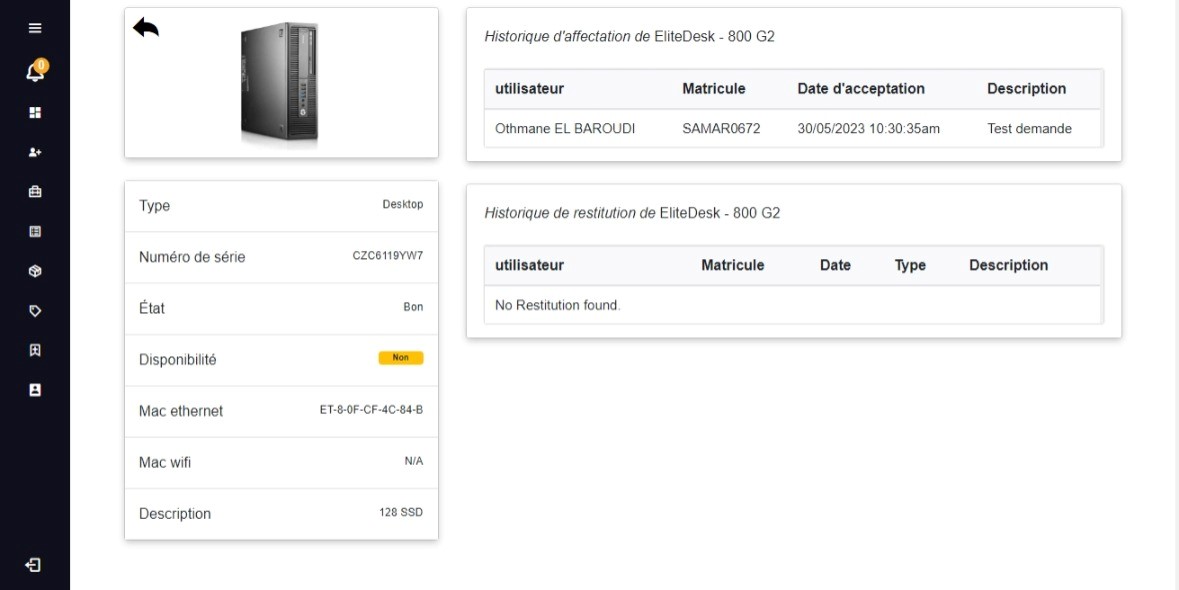 0
Type Desktop
Numéro de série CZC6119YW7
État Bon
Disponibilité Non
Mac ethernet ET-8-0F-CF-4C-84-B
Mac wifi N/A
Description 128 SSD
Historique d'affectation de EliteDesk - 800 G2
utilisateur Matricule Date d'acceptation Description
Othmane EL BAROUDI SAMAR0672 30/05/2023 10:30:35am Test demande
Historique de restitution de EliteDesk - 800 G2
utilisateur Matricule Date Type Description
No Restitution found.